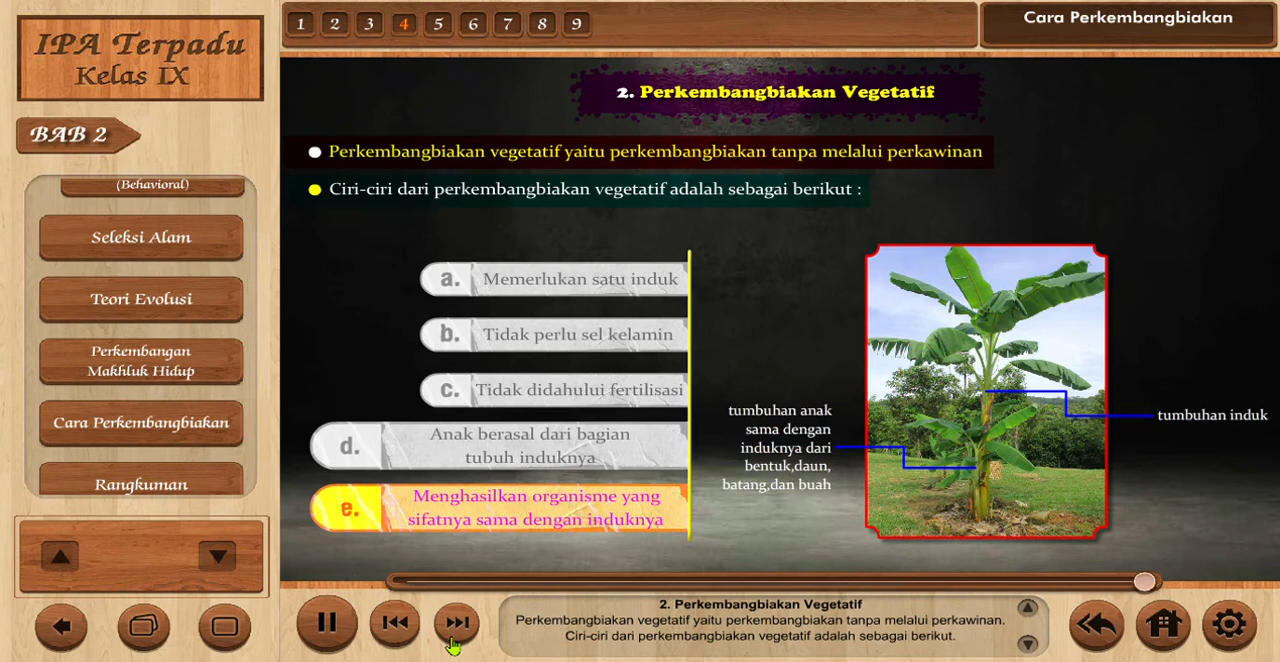 IPA Terpadu
Kelas IX
BAB 2
(Behavioral)
Seleksi Alam
Teori Evolusi
Perkembangan
Makhluk Hidup
Cara Perkembangbiakan
Rangkuman
1 2 3 4 5 6 7 8 9
Cara Perkembangbiakan
2. Perkembangbiakan Vegetatif
Perkembangbiakan vegetatif yaitu perkembangbiakan tanpa melalui perkawinan
Ciri-ciri dari perkembangbiakan vegetatif adalah sebagai berikut :
a. Memerlukan satu induk
b. Tidak perlu sel kelamin
c. Tidak didahului fertilisasi
d. Anak berasal dari bagian
tubuh induknya
e. Menghasilkan organisme yang
sifatnya sama dengan induknya
tumbuhan anak
sama dengan
induknya dari
bentuk,daun,
batang,dan buah
tumbuhan induk
2. Perkembangbiakan Vegetatif
Perkembangbiakan vegetatif yaitu perkembangbiakan tanpa melalui perkawinan.
Ciri-ciri dari perkembangbiakan vegetatif adalah sebagai berikut.